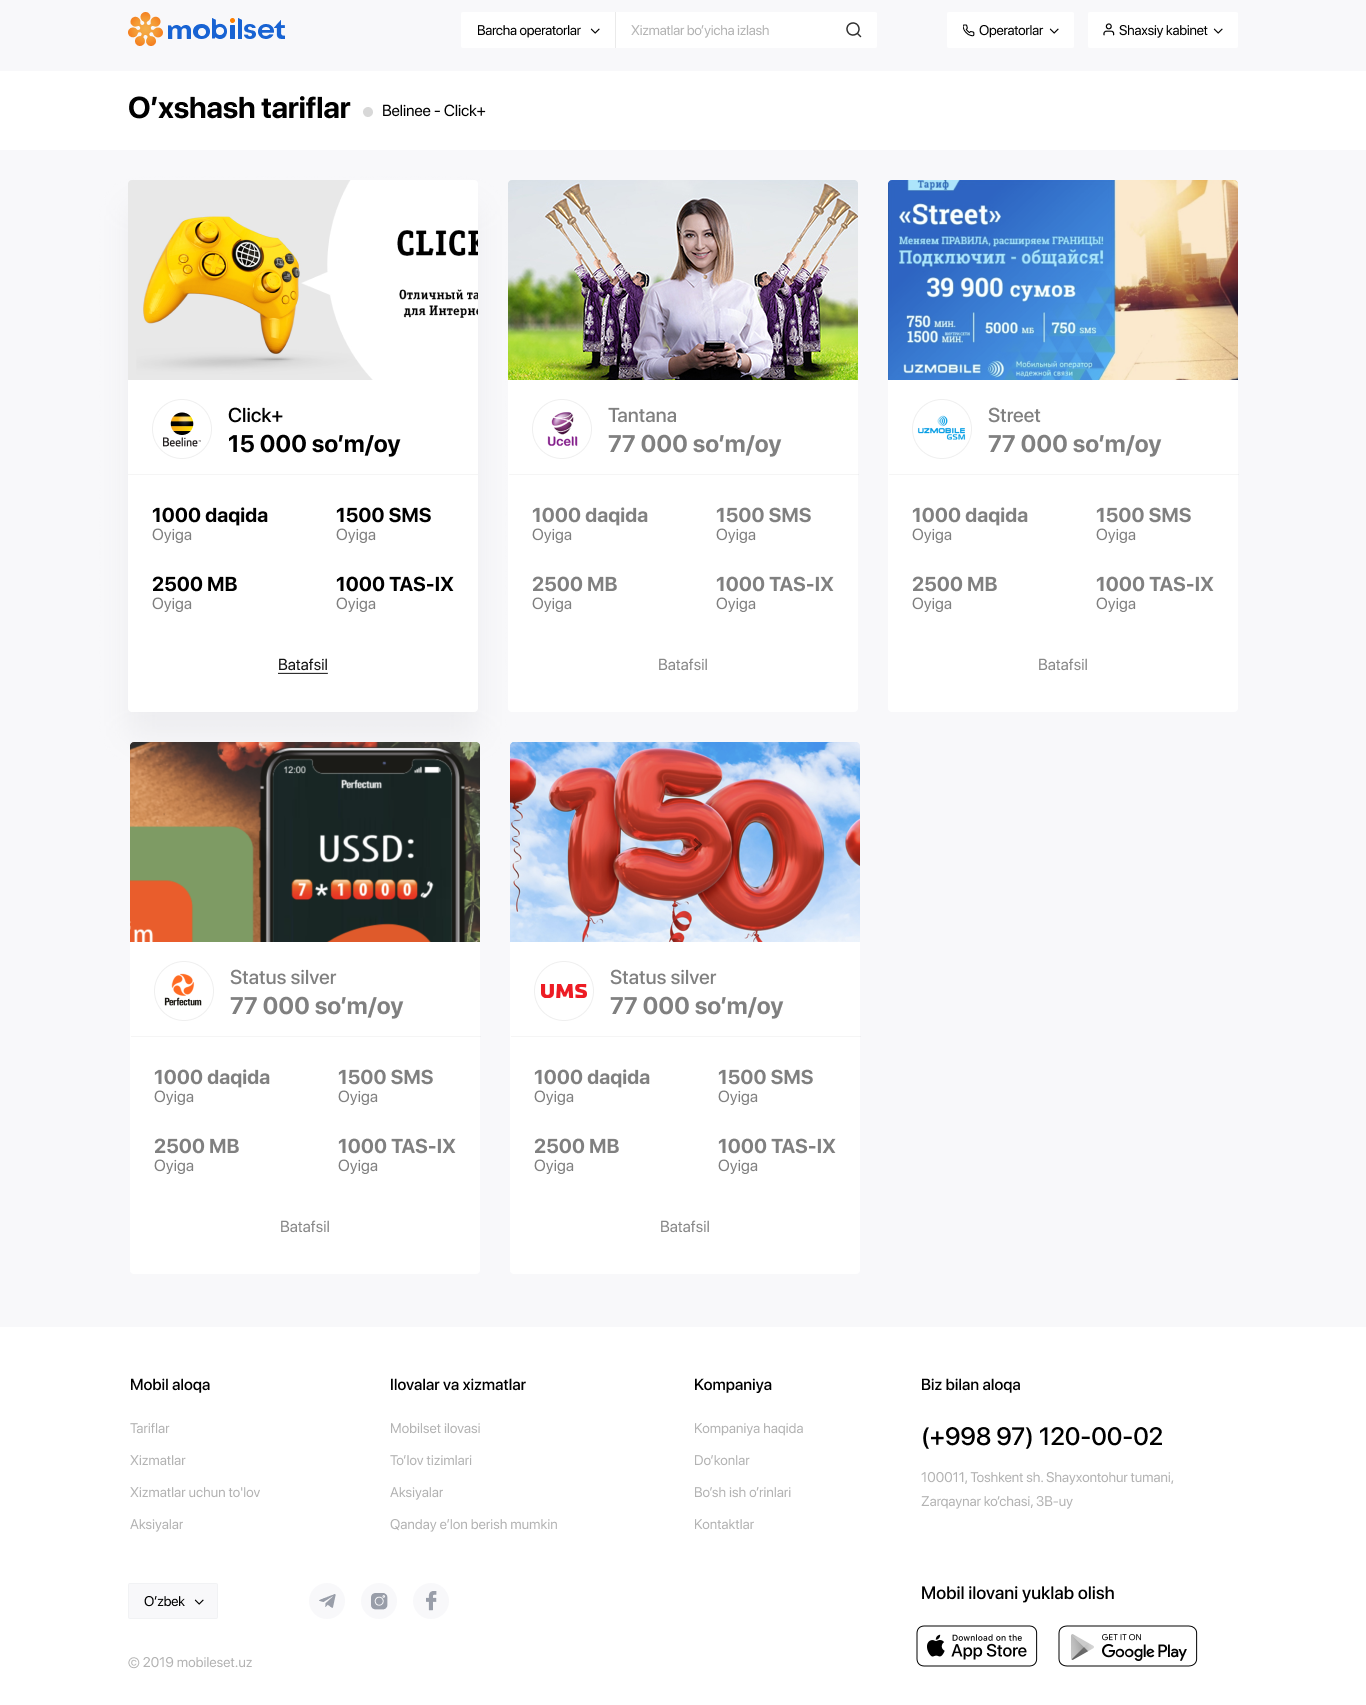 mobilset
Barcha operatorlar
Xizmatlar bo'yicha izlash
Operatorlar
Shaxsiy kabinet
O'xshash tariflar
Belinee - Click+
CLICK
Отличный та
для Интерне
Тариф
«Street»
Меняем ПРАВИЛА, расширяем ГРАНИЦЫ!
Подключил - общайся!
39 900 сумов
750 мин.
1500 мин.
5000 МБ
750 SMS
UZMOBILE
Мобильный оператор
надежной связи
Beeline
Click+
15 000 so'm/oy
Ucell
Tantana
77 000 so'm/oy
UZMOBILE
GSM
Street
77 000 so'm/oy
1000 daqida
Oyiga
1500 SMS
Oyiga
2500 MB
Oyiga
1000 TAS-IX
Oyiga
Batafsil
1000 daqida
Oyiga
1500 SMS
Oyiga
2500 MB
Oyiga
1000 TAS-IX
Oyiga
Batafsil
1000 daqida
Oyiga
1500 SMS
Oyiga
2500 MB
Oyiga
1000 TAS-IX
Oyiga
Batafsil
12:00
Perfectum
USSD:
7*1000
im
150
Perfectum
Status silver
77 000 so'm/oy
UMS
Status silver
77 000 so'm/oy
1000 daqida
Oyiga
1500 SMS
Oyiga
2500 MB
Oyiga
1000 TAS-IX
Oyiga
Batafsil
1000 daqida
Oyiga
1500 SMS
Oyiga
2500 MB
Oyiga
1000 TAS-IX
Oyiga
Batafsil
Mobil aloqa
Tariflar
Xizmatlar
Xizmatlar uchun to'lov
Aksiyalar
Ilovalar va xizmatlar
Mobilset ilovasi
To'lov tizimlari
Aksiyalar
Qanday e'lon berish mumkin
Kompaniya
Kompaniya haqida
Do'konlar
Bo'sh ish o'rinlari
Kontaktlar
Biz bilan aloqa
(+998 97) 120-00-02
100011, Toshkent sh. Shayxontohur tumani,
Zarqaynar ko'chasi, 3B-uy
O'zbek
Mobil ilovani yuklab olish
Download on the
App Store
GET IT ON
Google Play
© 2019 mobileset.uz